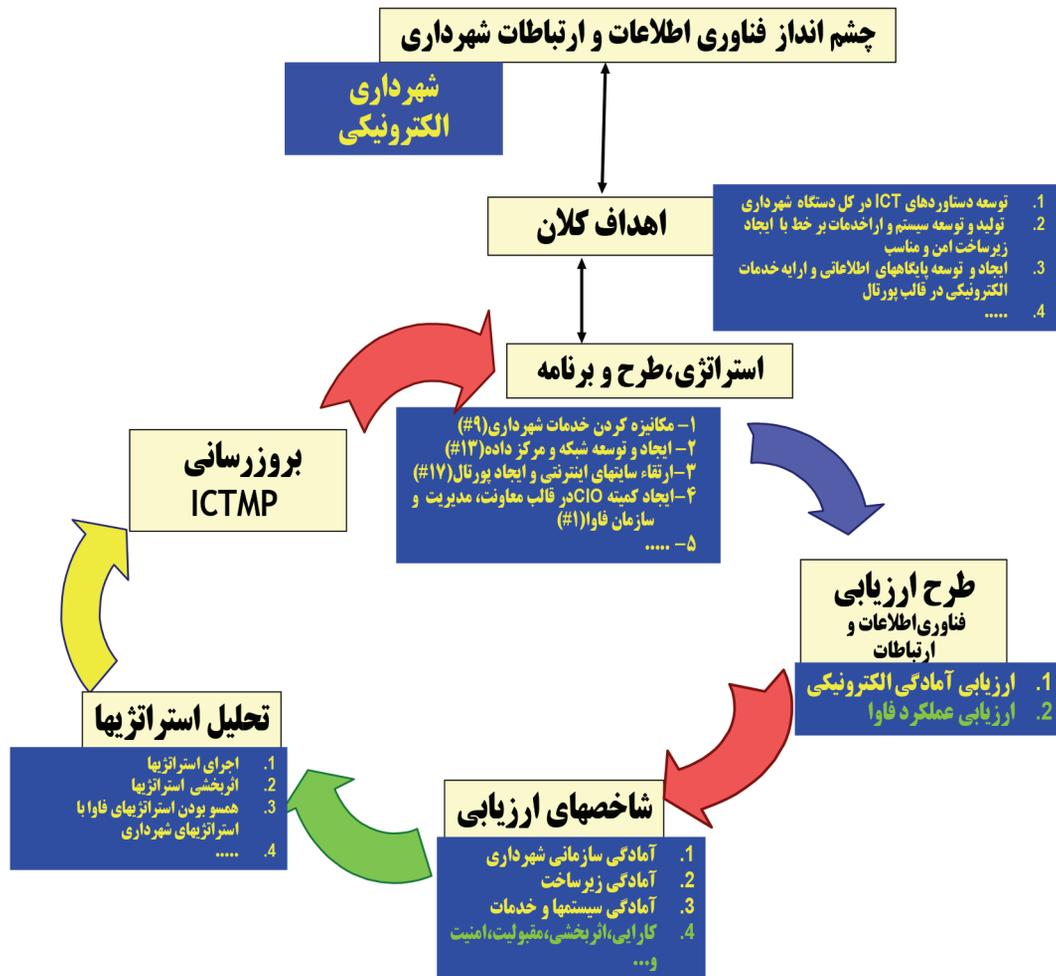 چشم انداز فناوری اطلاعات و ارتباطات شهرداری
شهرداری
الکترونیکی
اهداف کلان
1. توسعه دستاوردهای ICT در کل دستگاه شهرداری
2. تولید و توسعه سیستم و اراخدمات بر خط با ایجاد
زیرساخت امن و مناسب
3. ایجاد و توسعه پایگاههای اطلاعاتی و ارایه خدمات
الکترونیکی در قالب پورتال
4. .....
استراتژی،طرح و برنامه
۱- مکانیزه کردن خدمات شهرداری(#۹)
۲- ایجاد و توسعه شبکه و مرکز داده(#۱۳)
۳-ارتقاء سایتهای اینترنتی و ایجاد پورتال(#۱۷)
۴-ایجاد کمیته CIOدر قالب معاونت، مدیریت و
سازمان فاوا(#۱)
۵- .....
طرح ارزیابی
فناوری‌اطلاعات و
ارتباطات
1. ارزیابی آمادگی الکترونیکی
2. ارزیابی عملکرد فاوا
شاخصهای ارزیابی
1. آمادگی سازمانی شهرداری
2. آمادگی زیرساخت
3. آمادگی سیستمها و خدمات
4. کارایی،اثربخشی،مقبولیت،امنیت
و...
تحلیل استراتژیها
1. اجرای استراتژیها
2. اثربخشی استراتژیها
3. همسو بودن استراتژیهای فاوا با
استراتژیهای شهرداری
4. .....
بروزرسانی
ICTMP